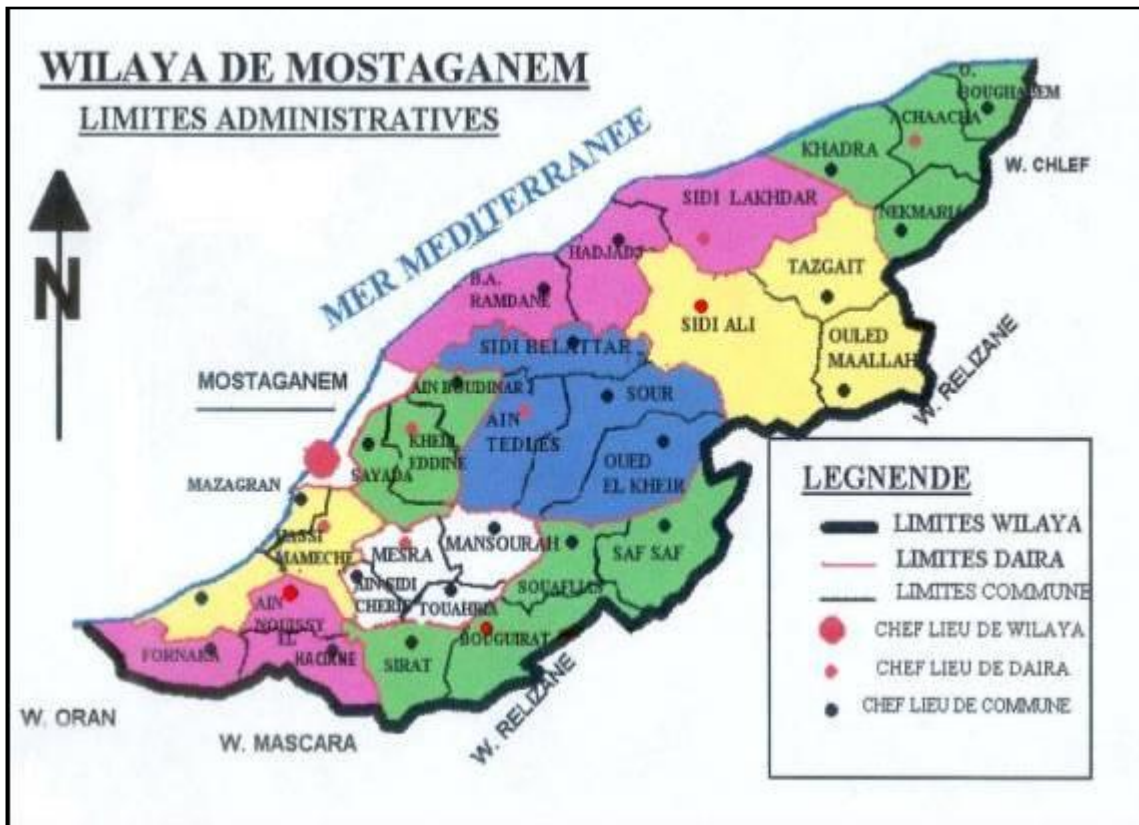 WILAYA DE MOSTAGANEM
LIMITES ADMINISTRATIVES
MER MEDITERRANEE
N
O.
BOUGHALEM
ACHAACHA
KHADRA
W. CHLEF
NEKMARIA
SIDI LAKHDAR
HADJADJ
TAZGAIT
B.A.
RAMDANE
SIDI ALI
OULED
MAALLAH
SIDI BELATTAR
W. RELIZANE
MOSTAGANEM
AIN BOUDINAR
SOUR
AIN
TEDLES
KHEIR
EDDINE
SAYADA
OUED
EL KHEIR
MAZAGRAN
HASSI
MAMECHE
MESRA
MANSOURAH
SAF SAF
AIN SIDI
CHERIF
TOUAHRIA
SOUAFLIAS
AIN
NOUISSY
EL
HACIANE
FORNAKA
SIRAT
BOUGUIRAT
W. RELIZANE
W. ORAN
W. MASCARA
LEGNENDE
LIMITES WILAYA
LIMITES DAIRA
LIMITES COMMUNE
CHEF LIEU DE WILAYA
CHEF LIEU DE DAIRA
CHEF LIEU DE COMMUNE